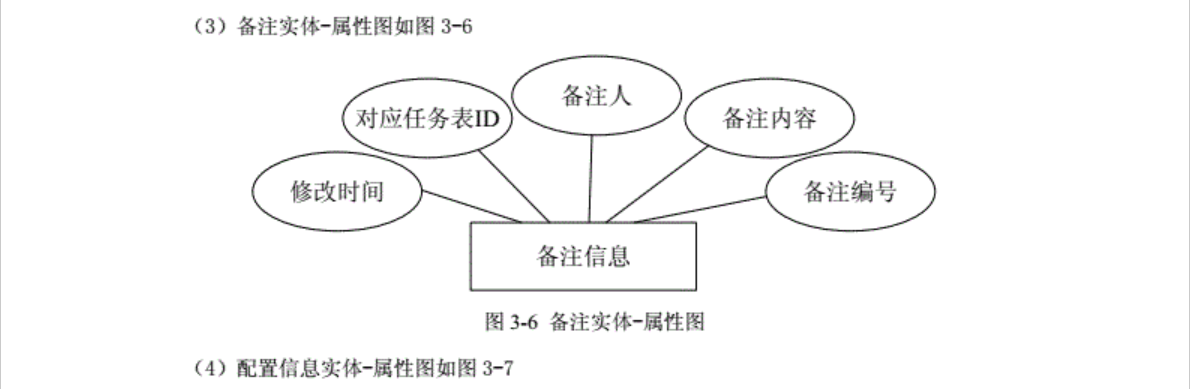 （3）备注实体-属性图如图 3-6
备注人
对应任务表ID
备注内容
修改时间
备注编号
备注信息
图 3-6 备注实体-属性图
（4）配置信息实体-属性图如图 3-7